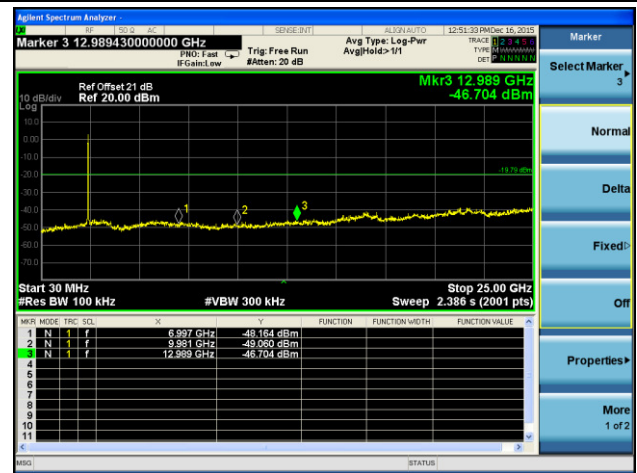 Agilent Spectrum Analyzer -
RF 50 Ω AC SENSE:INT ALIGN AUTO 12:51:33 PM Dec 16, 2015
Marker 3 12.989430000000 GHz
PNO: Fast
IFGain:Low
Trig: Free Run
#Atten: 20 dB
Avg Type: Log-Pwr
Avg|Hold:>1/1
TRACE 1 2 3 4 5 6
TYPE M WWWWW
DET P NNNNN
Marker
Select Marker
3
Normal
Delta
Fixed
Off
Properties
More
1 of 2
Ref Offset 21 dB
10 dB/div Ref 20.00 dBm
Log
Mkr3 12.989 GHz
-46.704 dBm
10.0
0.00
-10.0
-20.0
-30.0
-40.0
-50.0
-60.0
-70.0
-19.79 dBm
1
2
3
Start 30 MHz Stop 25.00 GHz
#Res BW 100 kHz #VBW 300 kHz Sweep 2.386 s (2001 pts)
MKR MODE TRC SCL X Y FUNCTION FUNCTION WIDTH FUNCTION VALUE
1 N 1 f 6.997 GHz -48.164 dBm
2 N 1 f 9.981 GHz -49.060 dBm
3 N 1 f 12.989 GHz -46.704 dBm
4
5
6
7
8
9
10
11
MSG STATUS